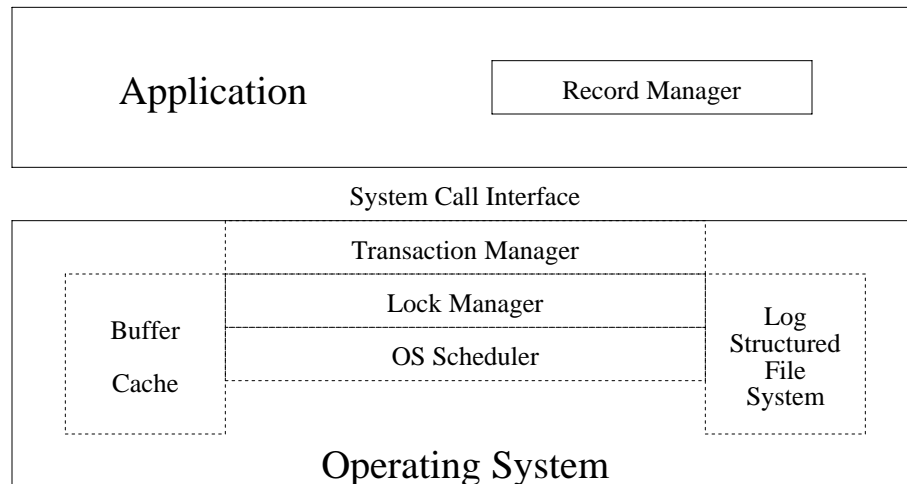 Application
Record Manager
System Call Interface
Transaction Manager
Lock Manager
OS Scheduler
Buffer
Cache
Log
Structured
File
System
Operating System